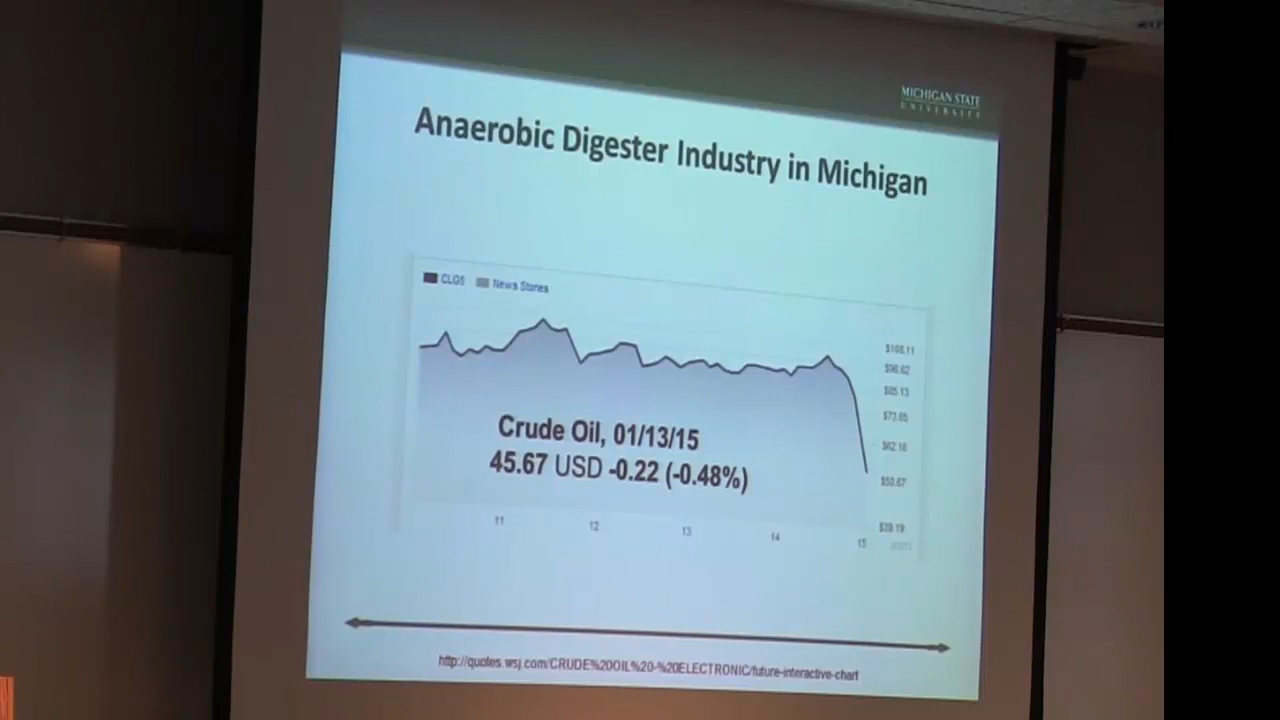 MICHIGAN STATE
UNIVERSITY
Anaerobic Digester Industry in Michigan
CLG5 News Stories
$96.62
$85.13
$73.65
$62.16
$50.67
$39.19
Crude Oil, 01/13/15
45.67 USD -0.22 (-0.48%)
11 12 13 14 15
http://quotes.wsj.com/CRUDE%20OIL%20-%20ELECTRONIC/future-interactive-chart